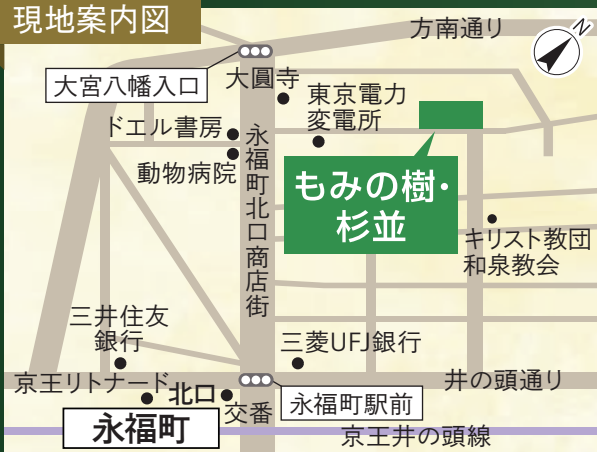 現地案内図
方南通り
N
大宮八幡入口
大圓寺
東京電力
変電所
ドエル書房
動物病院
永福町北口商店街
もみの樹・
杉並
キリスト教団
和泉教会
三井住友
銀行
三菱UFJ銀行
京王リトナード
北口
交番
永福町駅前
井の頭通り
永福町
京王井の頭線